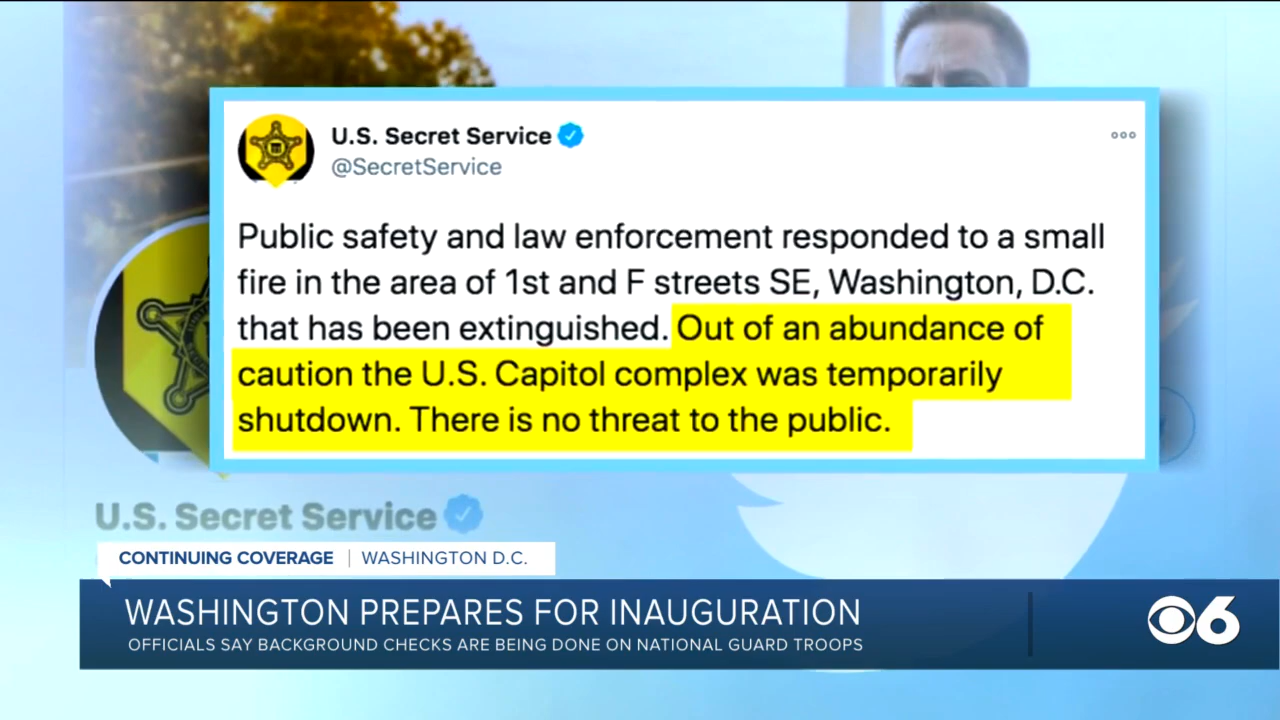 U.S. Secret Service
@SecretService
Public safety and law enforcement responded to a small
fire in the area of 1st and F streets SE, Washington, D.C.
that has been extinguished. Out of an abundance of
caution the U.S. Capitol complex was temporarily
shutdown. There is no threat to the public.
U.S. Secret Service
CONTINUING COVERAGE | WASHINGTON D.C.
WASHINGTON PREPARES FOR INAUGURATION
OFFICIALS SAY BACKGROUND CHECKS ARE BEING DONE ON NATIONAL GUARD TROOPS
6